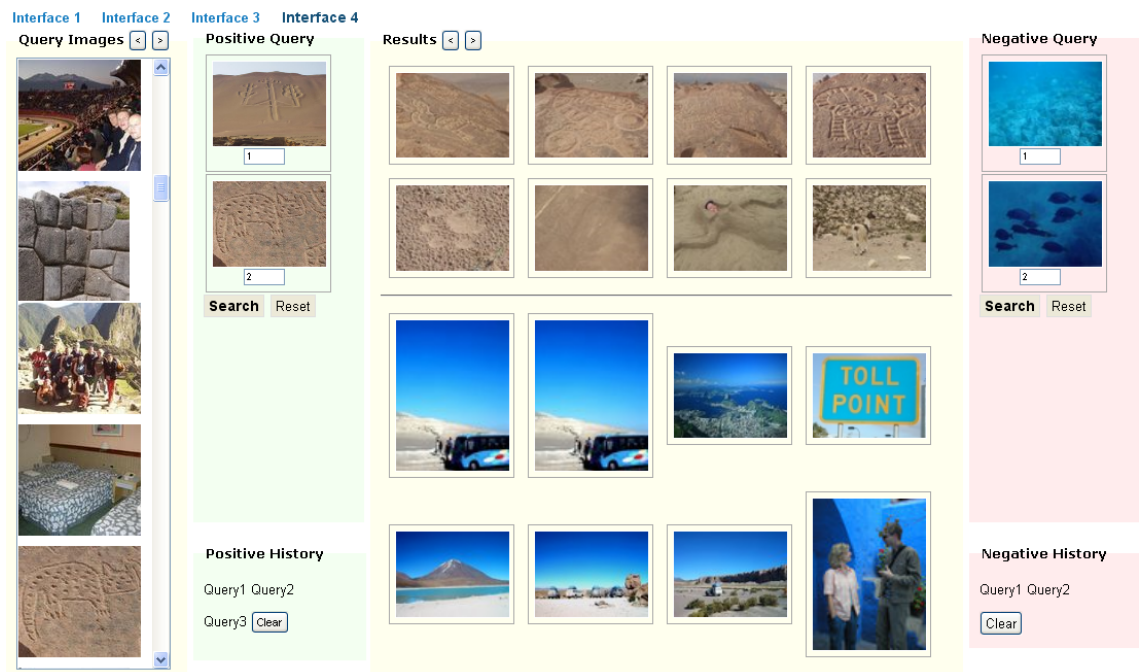 Interface 1 Interface 2 Interface 3 Interface 4
Query Images < >
Positive Query
1
2
Search Reset
Positive History
Query1 Query2
Query3 Clear
Results < >
TOLL
POINT
Negative Query
1
2
Search Reset
Negative History
Query1 Query2
Clear